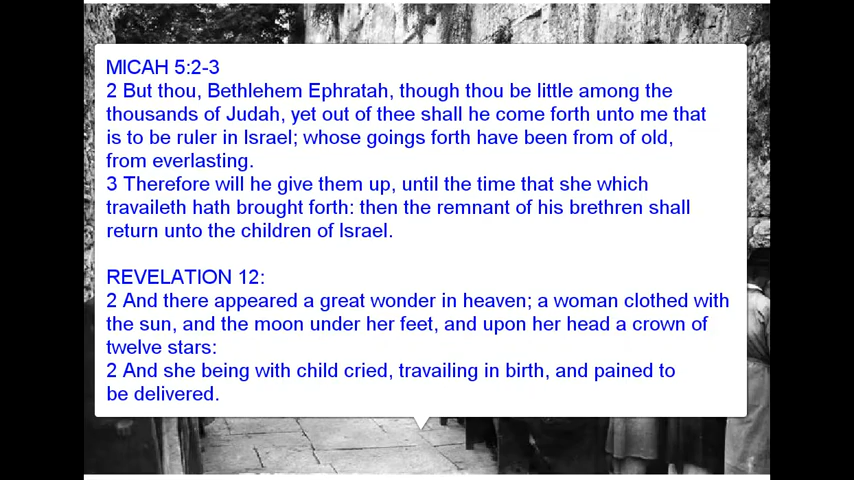 MICAH 5:2-3
2 But thou, Bethlehem Ephratah, though thou be little among the
thousands of Judah, yet out of thee shall he come forth unto me that
is to be ruler in Israel; whose goings forth have been from of old,
from everlasting.
3 Therefore will he give them up, until the time that she which
travaileth hath brought forth: then the remnant of his brethren shall
return unto the children of Israel.
REVELATION 12:
2 And there appeared a great wonder in heaven; a woman clothed with
the sun, and the moon under her feet, and upon her head a crown of
twelve stars:
2 And she being with child cried, travailing in birth, and pained to
be delivered.